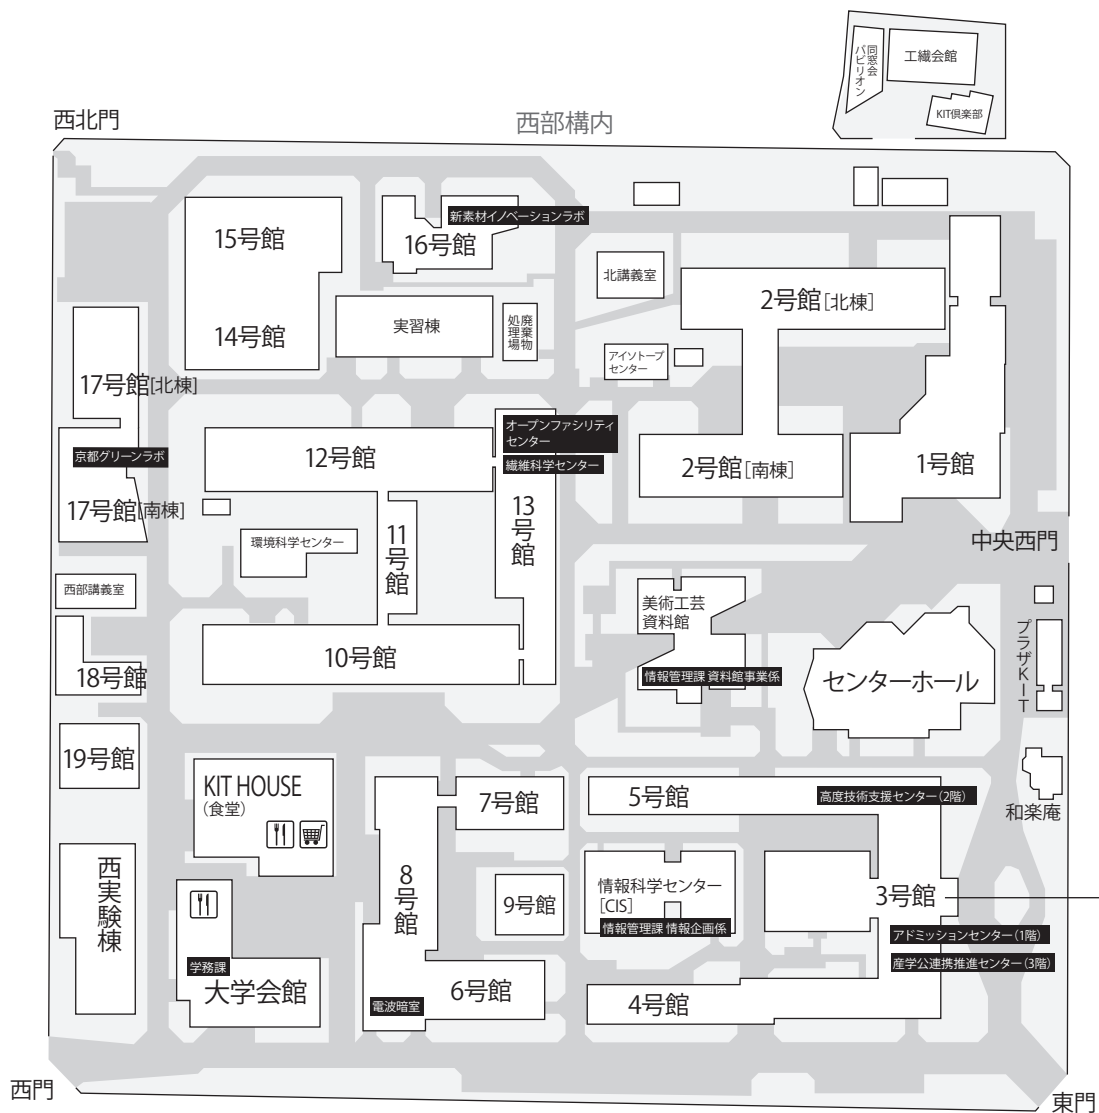 同窓会
パビリオン
工繊会館
KIT倶楽部
西北門
西部構内
15号館
新素材イノベーションラボ
16号館
北講義室
2号館[北棟]
14号館
実習棟
廃棄物
処理場
アイソトープ
センター
17号館[北棟]
京都グリーンラボ
12号館
オープンファシリティ
センター
繊維科学センター
2号館[南棟]
1号館
17号館[南棟]
13号館
11号館
環境科学センター
中央西門
西部講義室
美術工芸
資料館
プラザKIT
10号館
18号館
情報管理課 資料館事業係
センターホール
19号館
KIT HOUSE
(食堂)
7号館
5号館
高度技術支援センター(2階)
和楽庵
西実験棟
8号館
9号館
情報科学センター
[CIS]
情報管理課 情報企画係
3号館
アドミッションセンター(1階)
産学公連携推進センター(3階)
学務課
大学会館
電波暗室
6号館
4号館
西門
東門